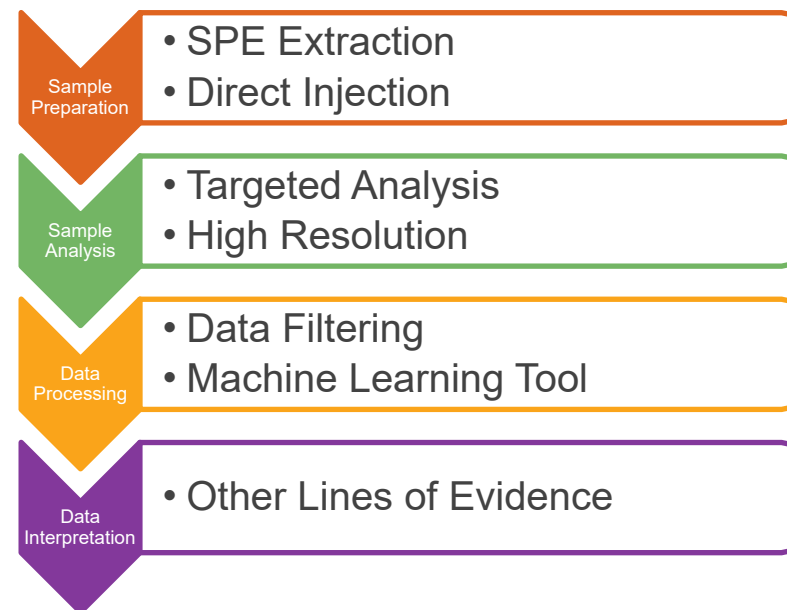 Sample
Preparation
• SPE Extraction
• Direct Injection
Sample
Analysis
• Targeted Analysis
• High Resolution
Data
Processing
• Data Filtering
• Machine Learning Tool
Data
Interpretation
• Other Lines of Evidence